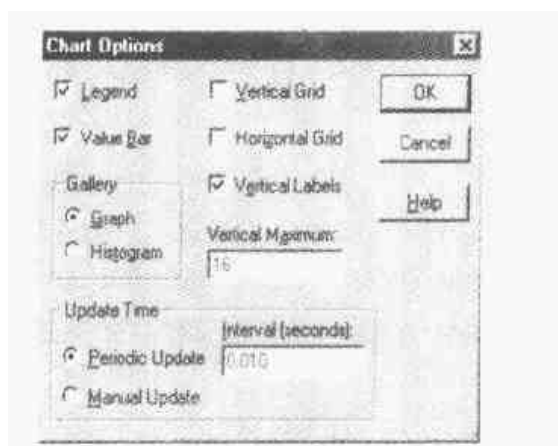 Chart Options
Legend
Vertical Grid
OK
Value Bar
Horizontal Grid
Cancel
Gallery
Vertical Labels
Help
Graph
Histogram
Vertical Maximum:
16
Update Time
Interval (seconds):
Periodic Update
0.010
Manual Update